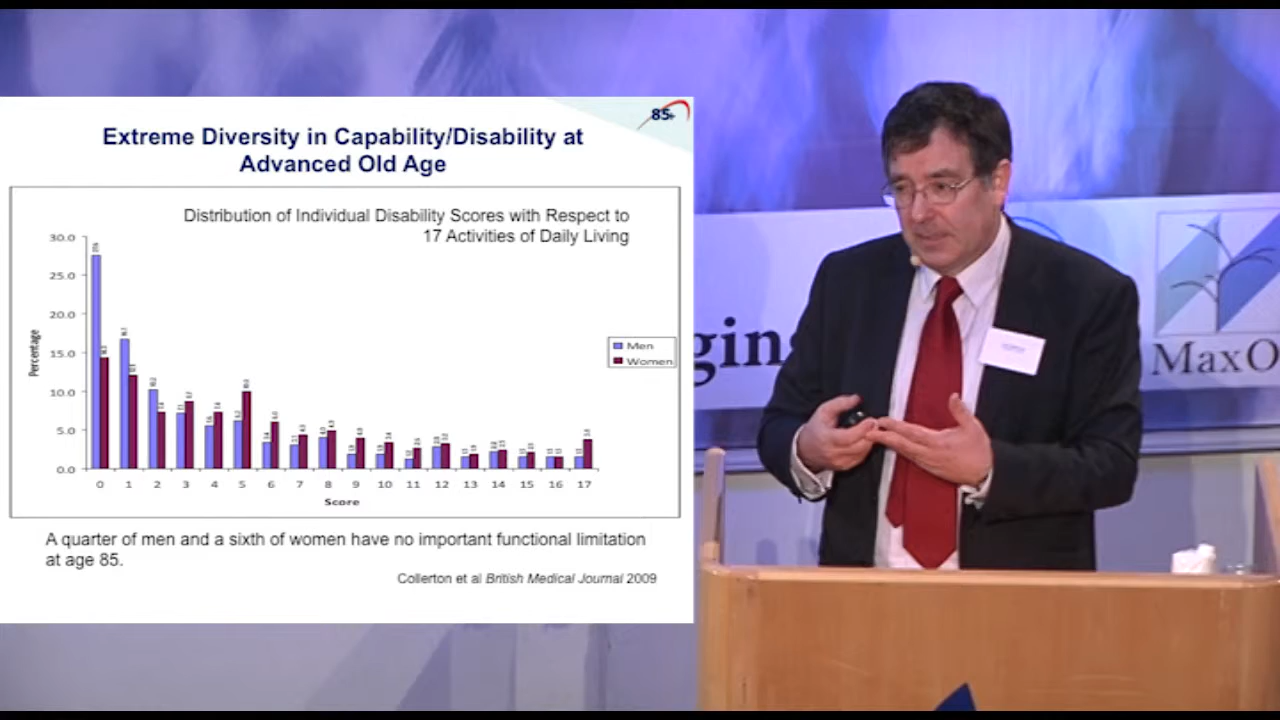 85+
Extreme Diversity in Capability/Disability at
Advanced Old Age
Distribution of Individual Disability Scores with Respect to
17 Activities of Daily Living
30.0
25.0
20.0
15.0
10.0
5.0
0.0
Percentage
Men
Women
0 1 2 3 4 5 6 7 8 9 10 11 12 13 14 15 16 17
Score
A quarter of men and a sixth of women have no important functional limitation
at age 85.
Collerton et al British Medical Journal 2009
ging
MaxO